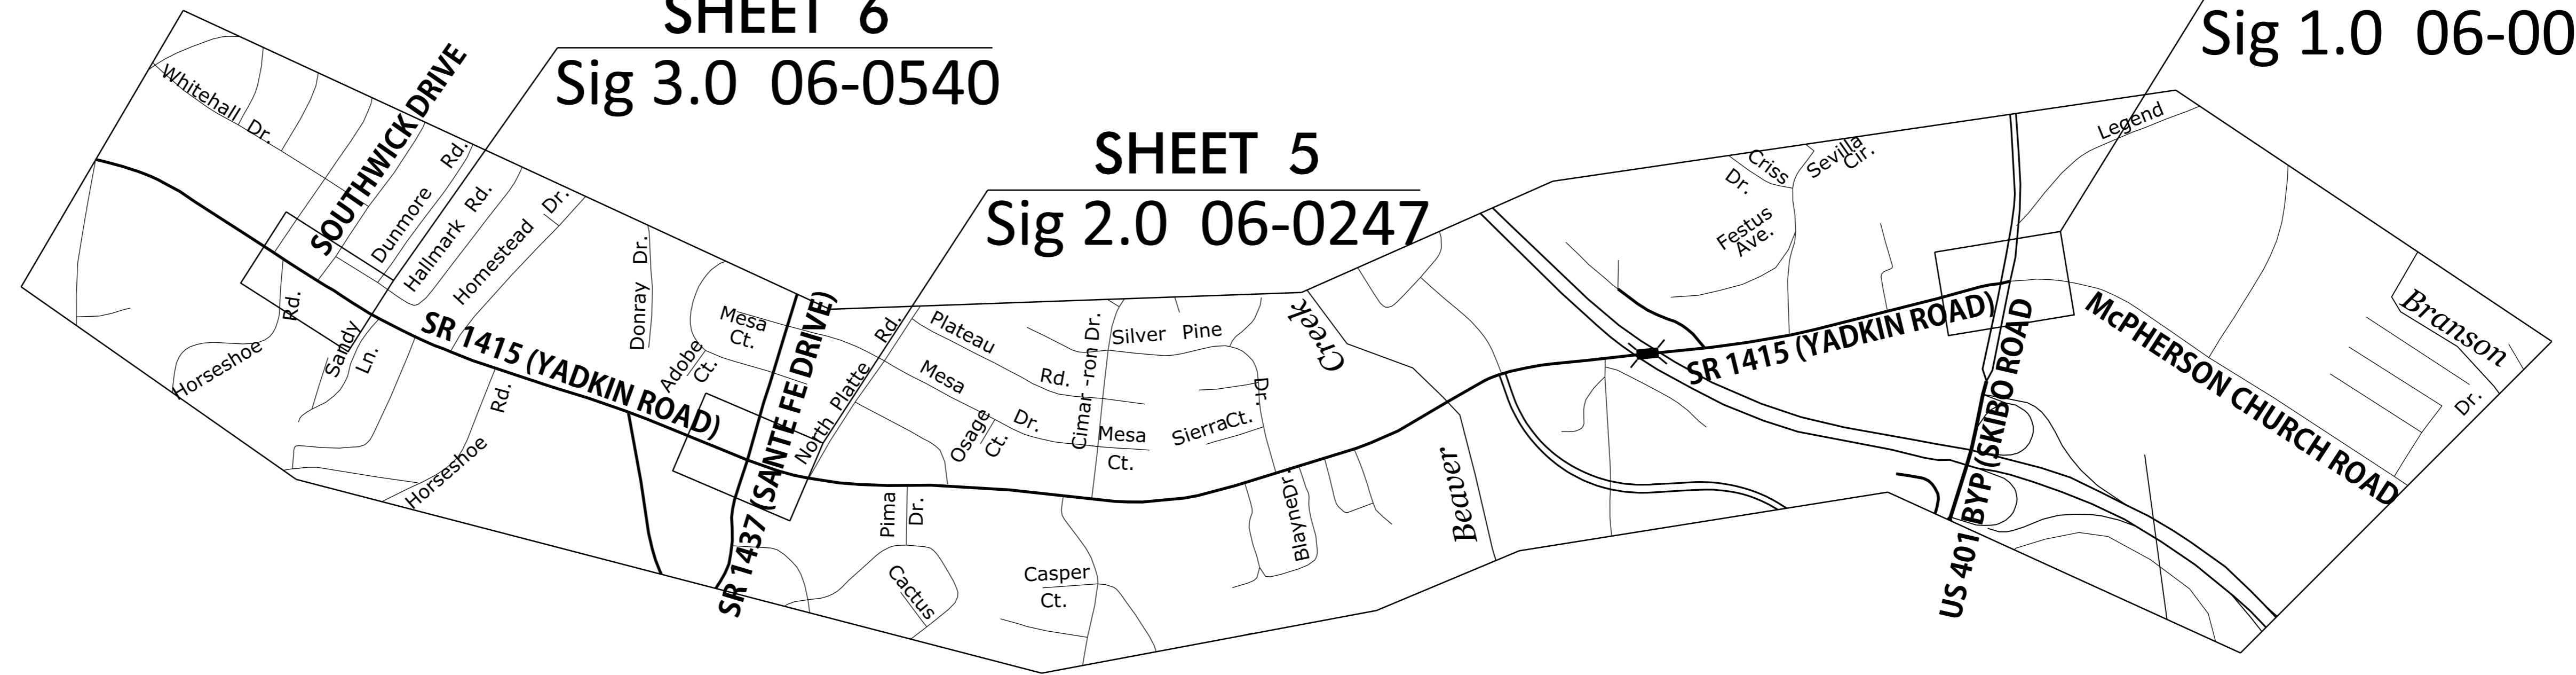 SHEET 6
Sig 3.0 06-0540
SHEET 5
Sig 2.0 06-0247
Sig 1.0 06-00
Whitehall Dr.
SOUTHWICK DRIVE
Dunmore Rd.
Hallmark Rd.
Homestead Dr.
Donray Dr.
Mesa
Ct.
Adobe
Ct.
Rd.
Horseshoe
Sandy
Ln.
Horseshoe
Rd.
SR 1415 (YADKIN ROAD)
SR 1437 (SANTE FE DRIVE)
North Platte Rd.
Plateau
Rd.
Mesa
Dr.
Osage
Ct.
Cimar -ron Dr.
Silver Pine
Dr.
Mesa
Ct.
Sierra Ct.
Pima
Dr.
Cactus
Casper
Ct.
Blayne Dr.
Creek
Beaver
Criss
Dr.
Sevilla
Cir.
Festus
Ave.
SR 1415 (YADKIN ROAD)
US 401 BYP (SKIBO ROAD
Legend
McPHERSON CHURCH ROAD
Branson
Dr.